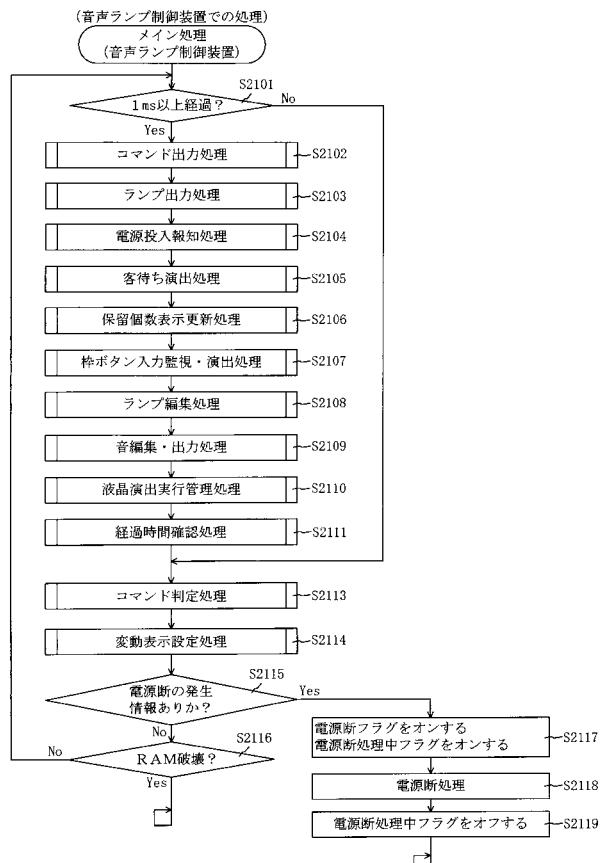 (音声ランプ制御装置での処理)
メイン処理
(音声ランプ制御装置)
S2101
1ms以上経過?
No
Yes
コマンド出力処理
S2102
ランプ出力処理
S2103
電源投入報知処理
S2104
客待ち演出処理
S2105
保留個数表示更新処理
S2106
枠ボタン入力監視・演出処理
S2107
ランプ編集処理
S2108
音編集・出力処理
S2109
液晶演出実行管理処理
S2110
経過時間確認処理
S2111
コマンド判定処理
S2113
変動表示設定処理
S2114
S2115
電源断の発生
情報ありか?
Yes
No
S2116
No
RAM破壊?
Yes
電源断フラグをオンする
電源断処理中フラグをオンする
S2117
電源断処理
S2118
電源断処理中フラグをオフする
S2119